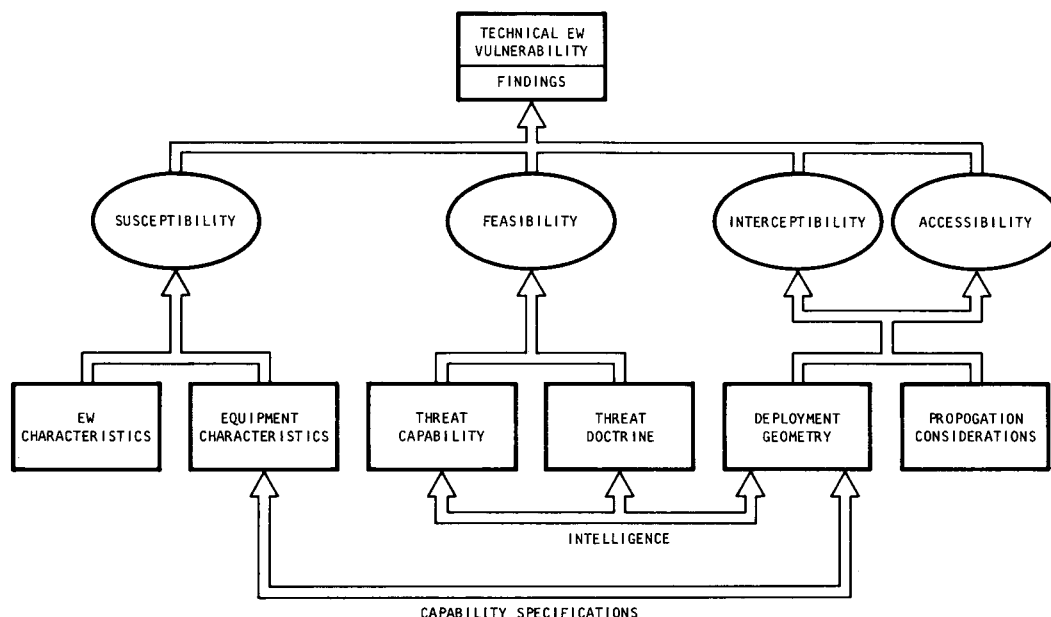 TECHNICAL EW
VULNERABILITY
FINDINGS
SUSCEPTIBILITY
FEASIBILITY
INTERCEPTIBILITY
ACCESSIBILITY
EW
CHARACTERISTICS
EQUIPMENT
CHARACTERISTICS
THREAT
CAPABILITY
THREAT
DOCTRINE
DEPLOYMENT
GEOMETRY
PROPOGATION
CONSIDERATIONS
INTELLIGENCE
CAPABILITY SPECIFICATIONS